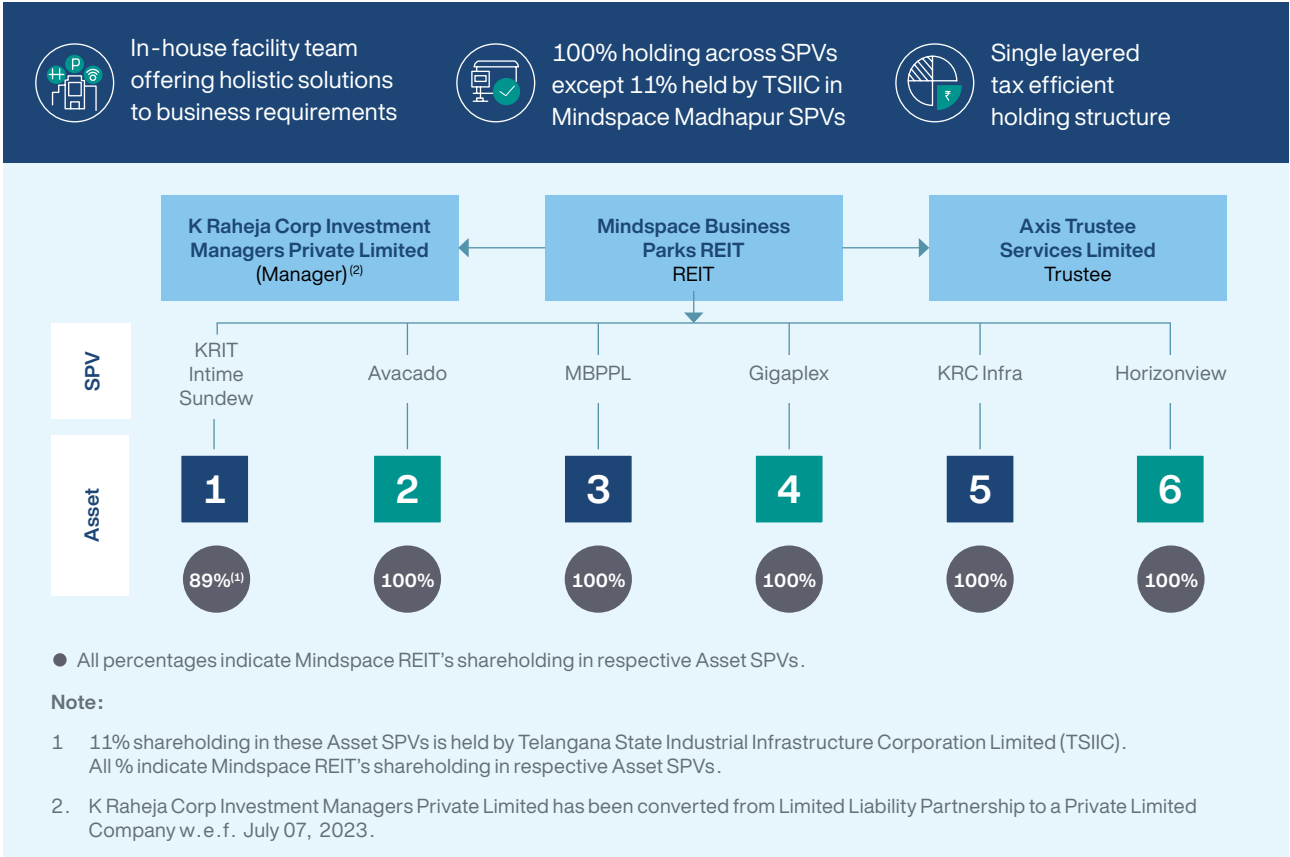 In-house facility team
offering holistic solutions
to business requirements
100% holding across SPVs
except 11% held by TSIIC in
Mindspace Madhapur SPVs
Single layered
tax efficient
holding structure
P
₹
K Raheja Corp Investment
Managers Private Limited
(Manager) (2)
Mindspace Business
Parks REIT
REIT
Axis Trustee
Services Limited
Trustee
SPV
KRIT
Intime
Sundew
Avacado
MBPPL
Gigaplex
KRC Infra
Horizonview
Asset
1
2
3
4
5
6
89%(1)
100%
100%
100%
100%
100%
● All percentages indicate Mindspace REIT's shareholding in respective Asset SPVs.
Note:
1 11% shareholding in these Asset SPVs is held by Telangana State Industrial Infrastructure Corporation Limited (TSIIC).
All % indicate Mindspace REIT's shareholding in respective Asset SPVs.
2. K Raheja Corp Investment Managers Private Limited has been converted from Limited Liability Partnership to a Private Limited
Company w.e.f. July 07, 2023.